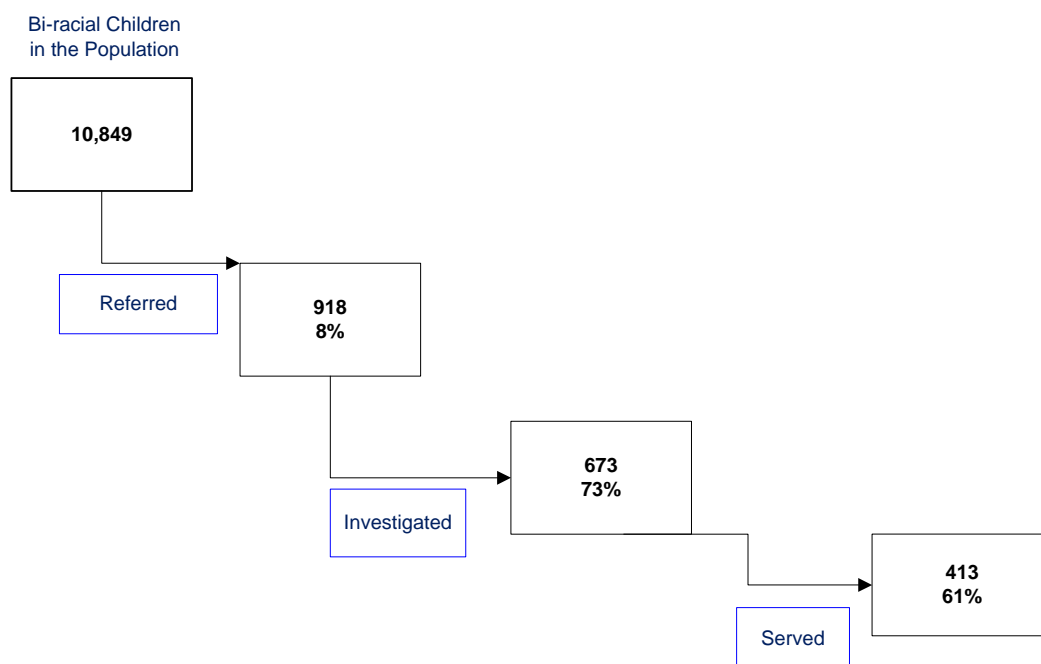 Bi-racial Children
in the Population
10,849
Referred
918
8%
Investigated
673
73%
Served
413
61%